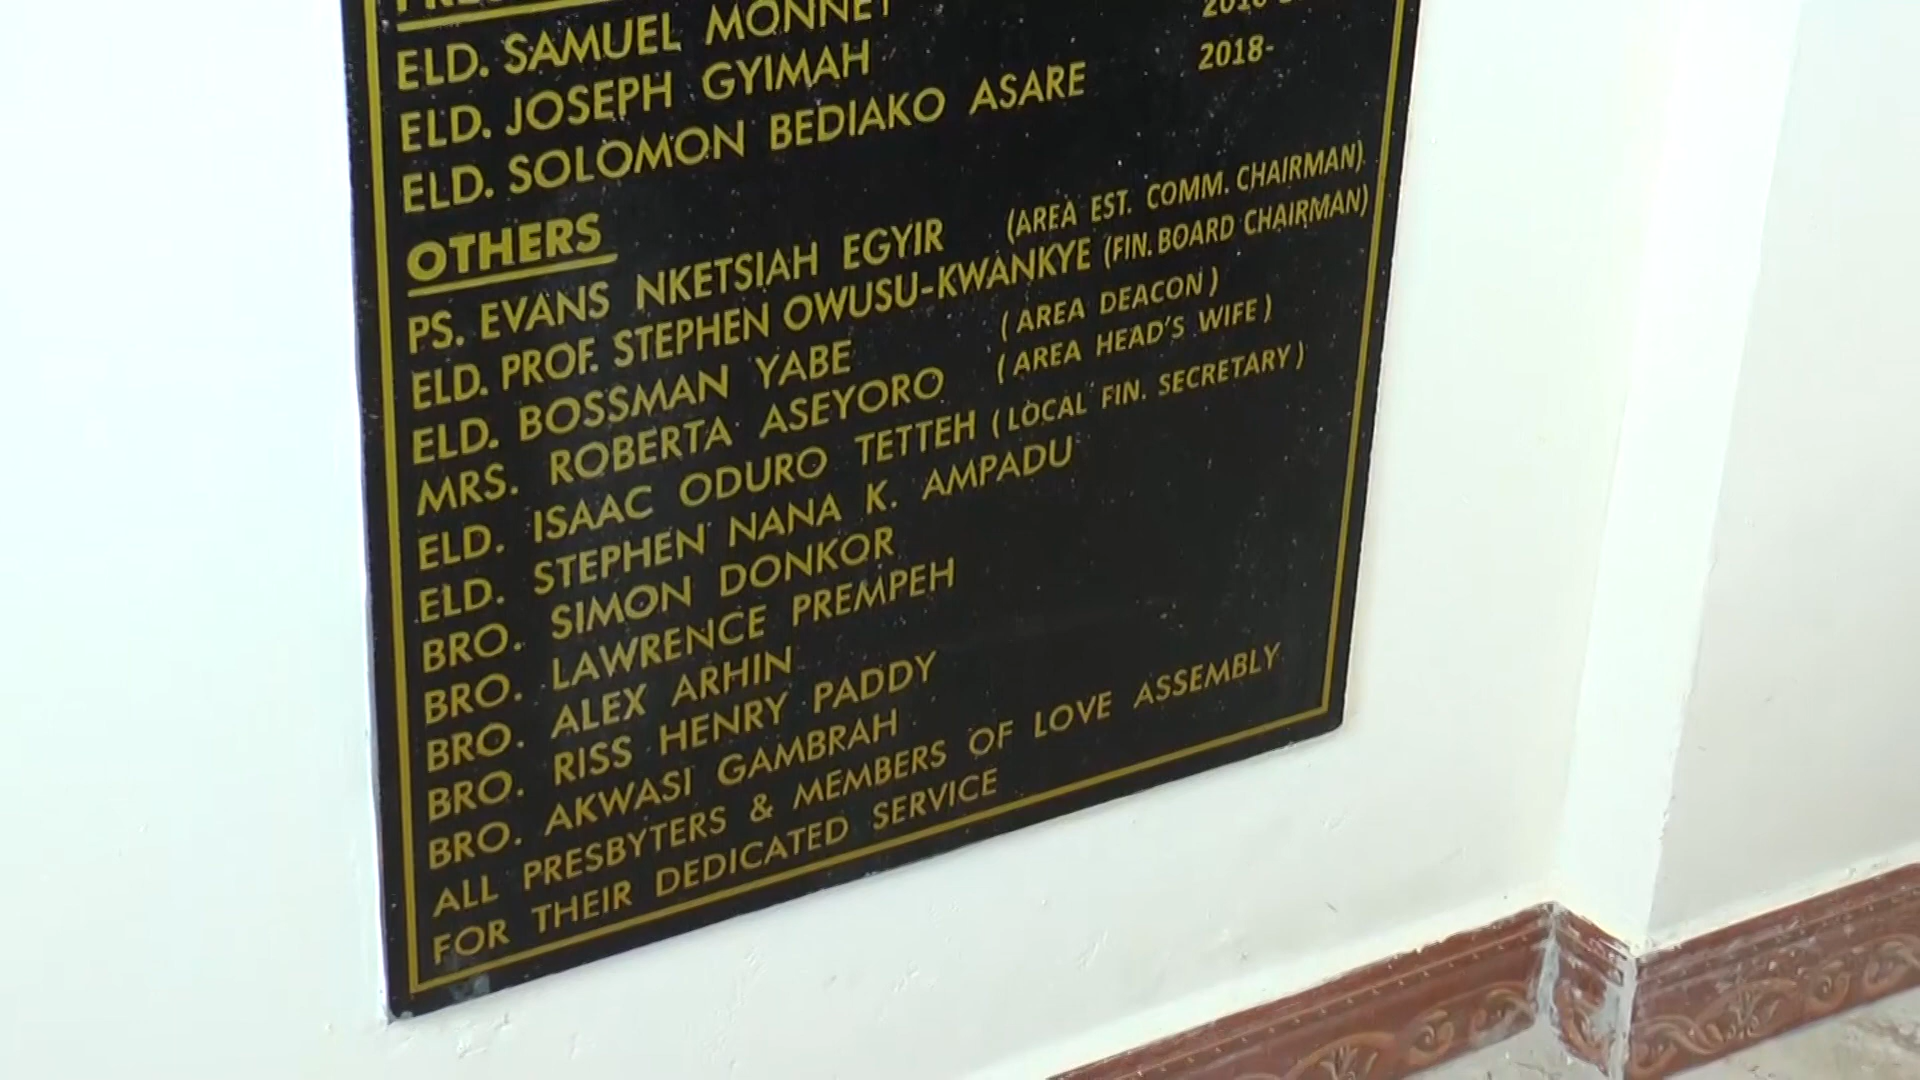 ELD. SAMUEL MONNEY
ELD. JOSEPH GYIMAH 2018-
ELD. SOLOMON BEDIAKO ASARE
OTHERS
PS. EVANS NKETSIAH EGYIR (AREA EST. COMM. CHAIRMAN)
ELD. PROF. STEPHEN OWUSU-KWANKYE (FIN. BOARD CHAIRMAN)
ELD. BOSSMAN YABE (AREA DEACON)
MRS. ROBERTA ASEYORO (AREA HEAD'S WIFE)
ELD. ISAAC ODURO TETTEH (LOCAL FIN. SECRETARY)
ELD. STEPHEN NANA K. AMPADU
BRO. SIMON DONKOR
BRO. LAWRENCE PREMPEH
BRO. ALEX ARHIN
BRO. RISS HENRY PADDY
BRO. AKWASI GAMBRAH
ALL PRESBYTERS & MEMBERS OF LOVE ASSEMBLY
FOR THEIR DEDICATED SERVICE